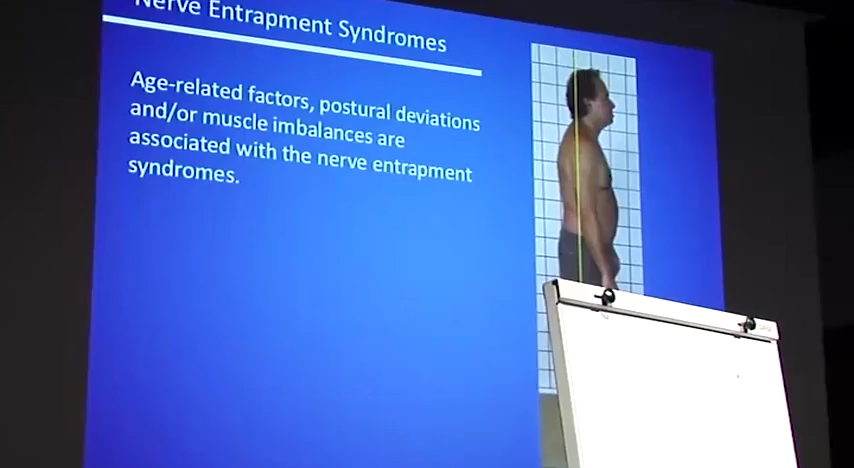 Nerve Entrapment Syndromes
Age-related factors, postural deviations
and/or muscle imbalances are
associated with the nerve entrapment
syndromes.